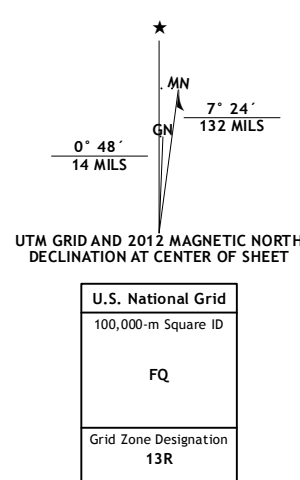 ★
MN
7° 24´
132 MILS
GN
0° 48´
14 MILS
UTM GRID AND 2012 MAGNETIC NORTH
DECLINATION AT CENTER OF SHEET
U.S. National Grid
100,000-m Square ID
FQ
Grid Zone Designation
13R